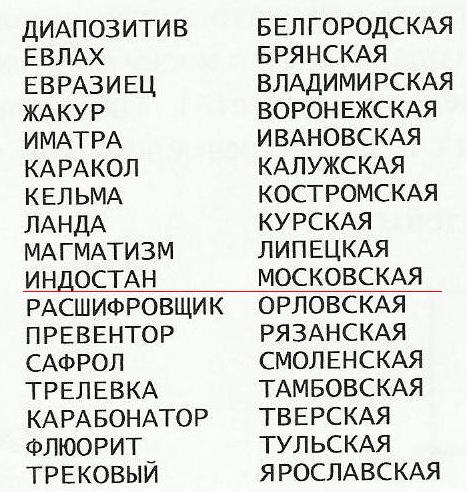 ДИАПОЗИТИВ БЕЛГОРОДСКАЯ
ЕВЛАХ БРЯНСКАЯ
ЕВРАЗИЕЦ ВЛАДИМИРСКАЯ
ЖАКУР ВОРОНЕЖСКАЯ
ИМАТРА ИВАНОВСКАЯ
КАРАКОЛ КАЛУЖСКАЯ
КЕЛЬМА КОСТРОМСКАЯ
ЛАНДА КУРСКАЯ
МАГМАТИЗМ ЛИПЕЦКАЯ
ИНДОСТАН МОСКОВСКАЯ
РАСШИФРОВЩИК ОРЛОВСКАЯ
ПРЕВЕНТОР РЯЗАНСКАЯ
САФРОЛ СМОЛЕНСКАЯ
ТРЕЛЕВКА ТАМБОВСКАЯ
КАРАБОНАТОР ТВЕРСКАЯ
ФЛЮОРИТ ТУЛЬСКАЯ
ТРЕКОВЫЙ ЯРОСЛАВСКАЯ